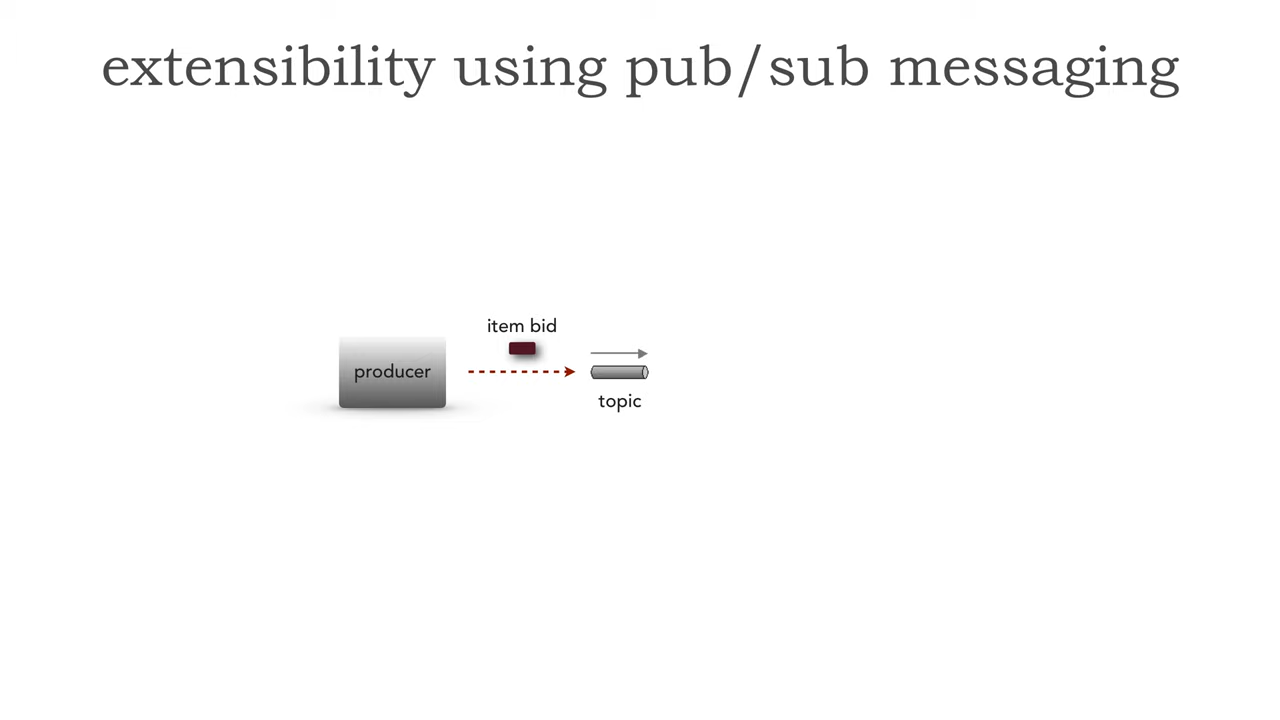 extensibility using pub/sub messaging
item bid
producer
topic